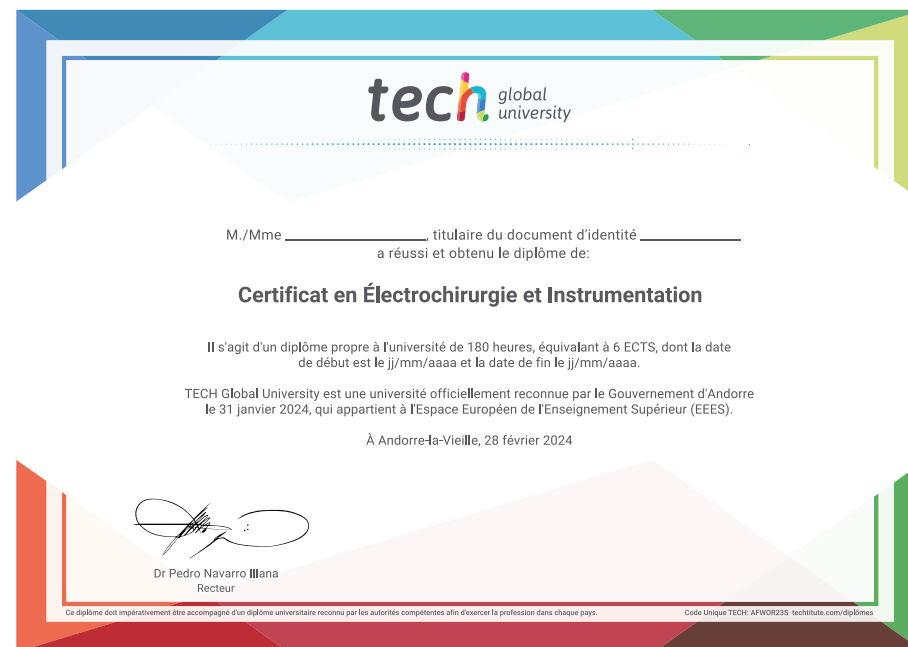 tech global university
M./Mme ____________________, titulaire du document d'identité ______________
a réussi et obtenu le diplôme de:
Certificat en Électrochirurgie et Instrumentation
Il s'agit d'un diplôme propre à l'université de 180 heures, équivalant à 6 ECTS, dont la date
de début est le jj/mm/aaaa et la date de fin le jj/mm/aaaa.
TECH Global University est une université officiellement reconnue par le Gouvernement d'Andorre
le 31 janvier 2024, qui appartient à l'Espace Européen de l'Enseignement Supérieur (EEES).
À Andorre-la-Vieille, 28 février 2024
Dr Pedro Navarro Illana
Recteur
Ce diplôme doit impérativement être accompagné d'un diplôme universitaire reconnu par les autorités compétentes afin d'exercer la profession dans chaque pays.
Code Unique TECH: AFWOR23S techtitute.com/diplômes